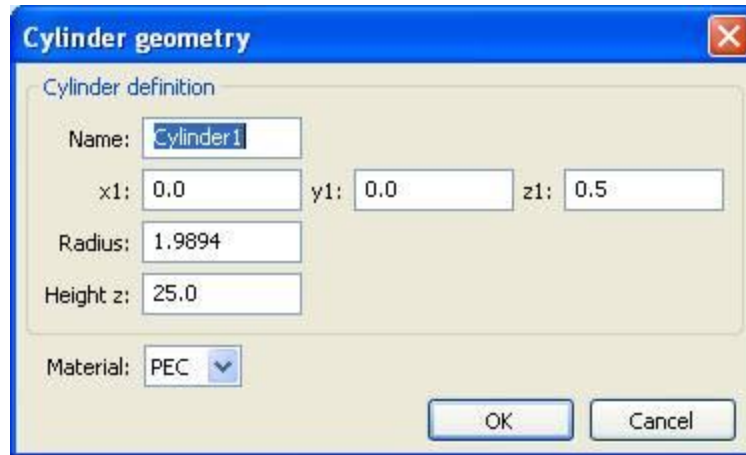 Cylinder geometry
Cylinder definition
Name: Cylinder1
x1: 0.0 y1: 0.0 z1: 0.5
Radius: 1.9894
Height z: 25.0
Material: PEC
OK Cancel